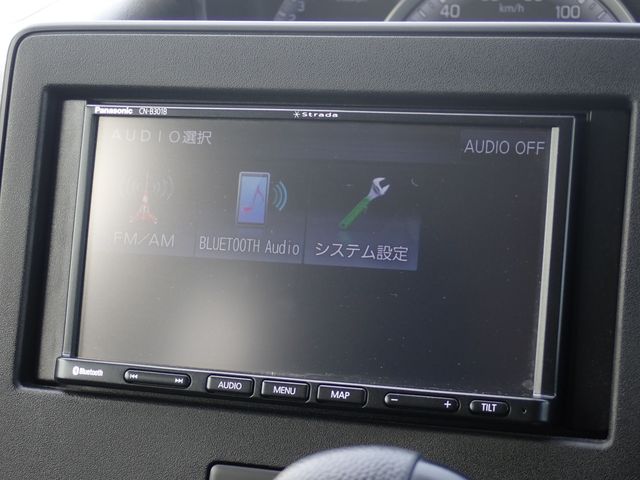 40 km/h 100
Panasonic CN-B301B
Strada
AUDIO選択
AUDIO OFF
FM/AM
BLUETOOTH Audio
システム設定
Bluetooth
AUDIO
MENU
MAP
- +
TILT